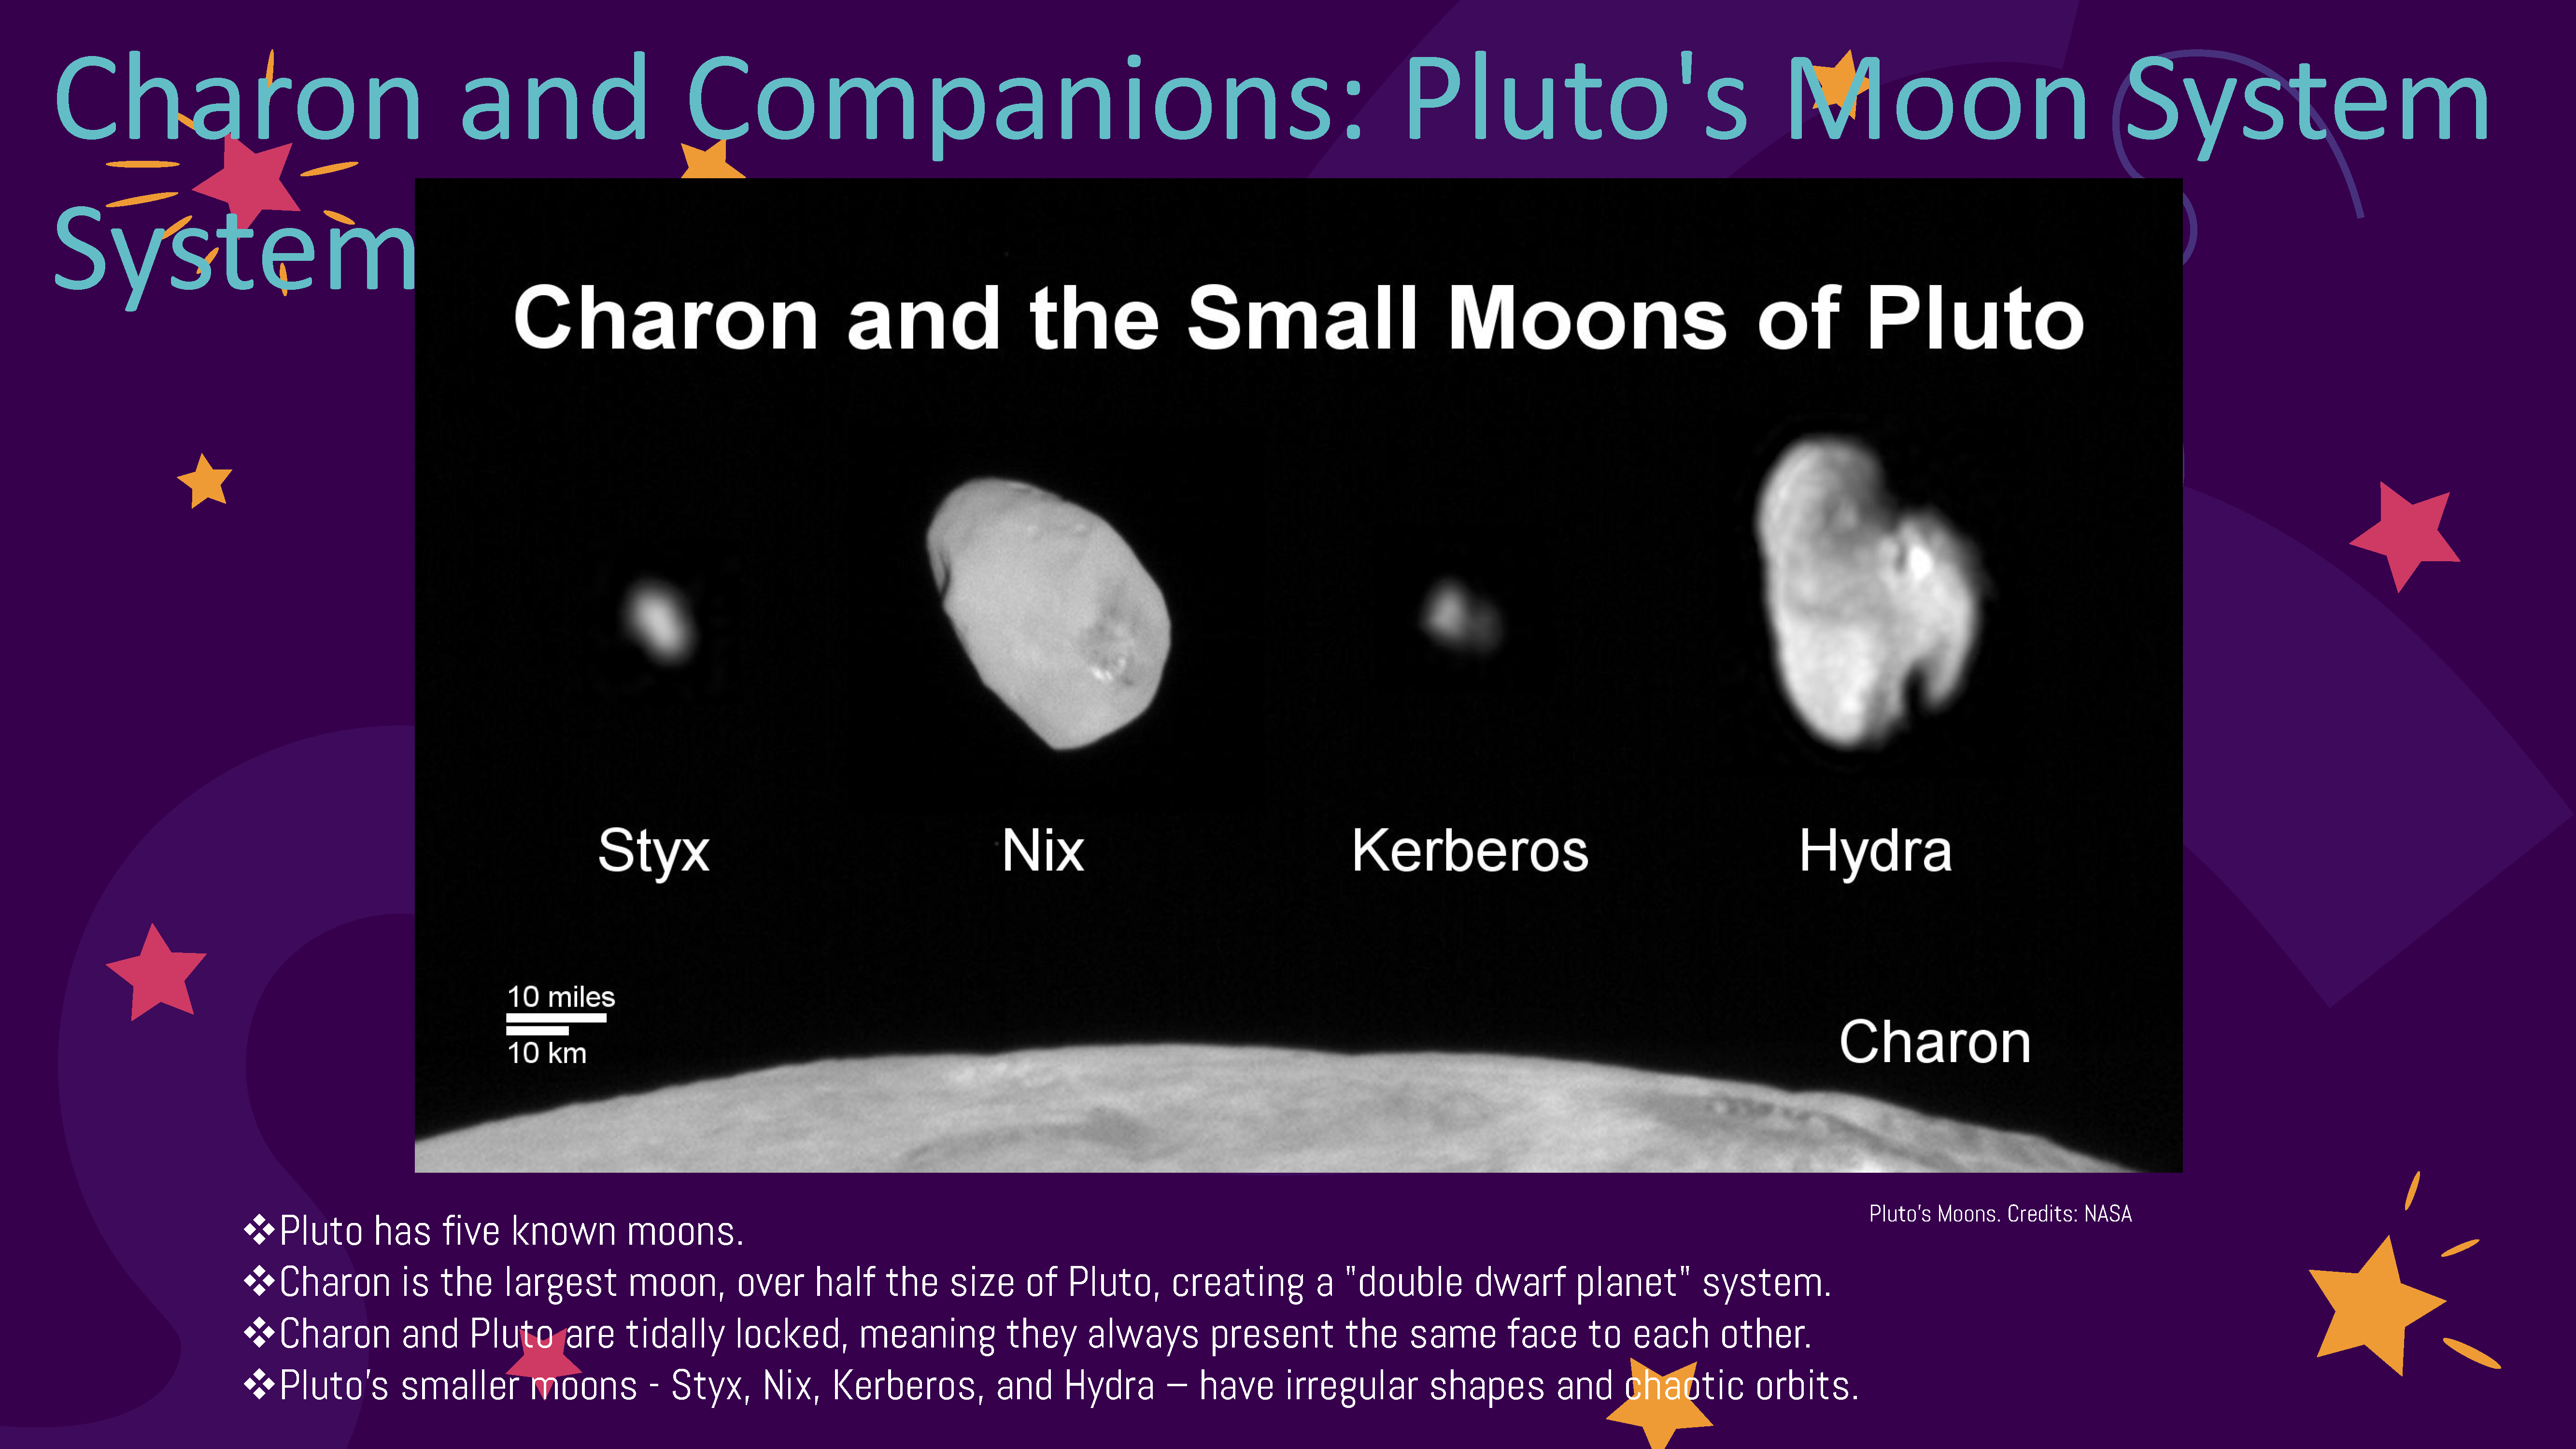 Charon and Companions: Pluto's Moon System
System
Charon and the Small Moons of Pluto
Styx
Nix
Kerberos
Hydra
10 miles
10 km
Charon
Pluto's Moons. Credits: NASA
❖Pluto has five known moons.
❖Charon is the largest moon, over half the size of Pluto, creating a "double dwarf planet" system.
❖Charon and Pluto are tidally locked, meaning they always present the same face to each other.
❖Pluto's smaller moons - Styx, Nix, Kerberos, and Hydra – have irregular shapes and chaotic orbits.